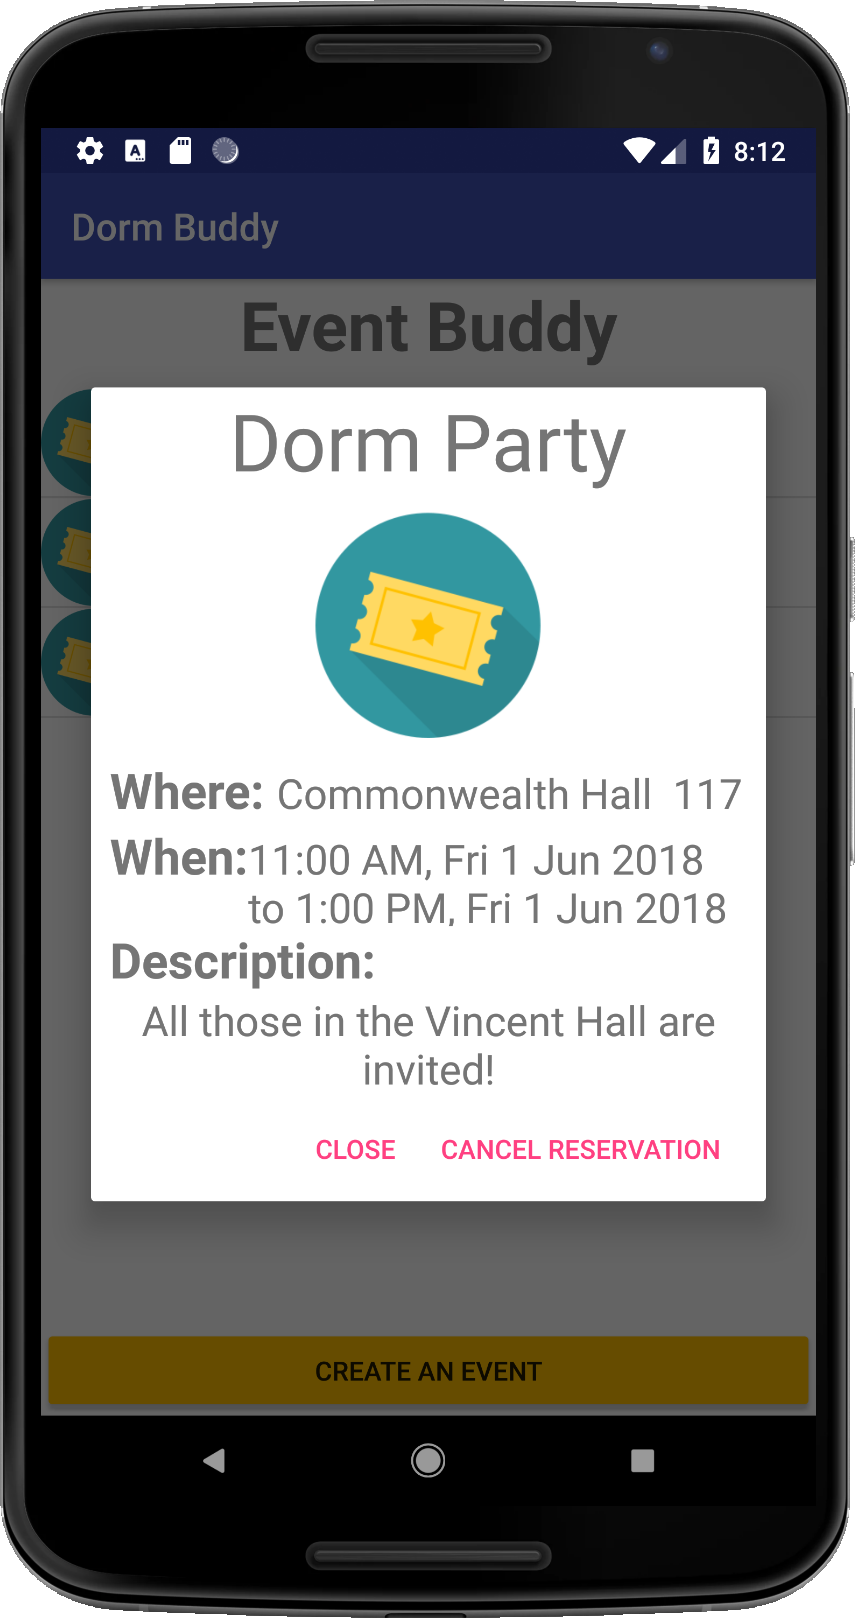 8:12
Dorm Buddy
Event Buddy
Dorm Party
Where: Commonwealth Hall 117
When: 11:00 AM, Fri 1 Jun 2018
to 1:00 PM, Fri 1 Jun 2018
Description:
All those in the Vincent Hall are
invited!
CLOSE CANCEL RESERVATION
CREATE AN EVENT